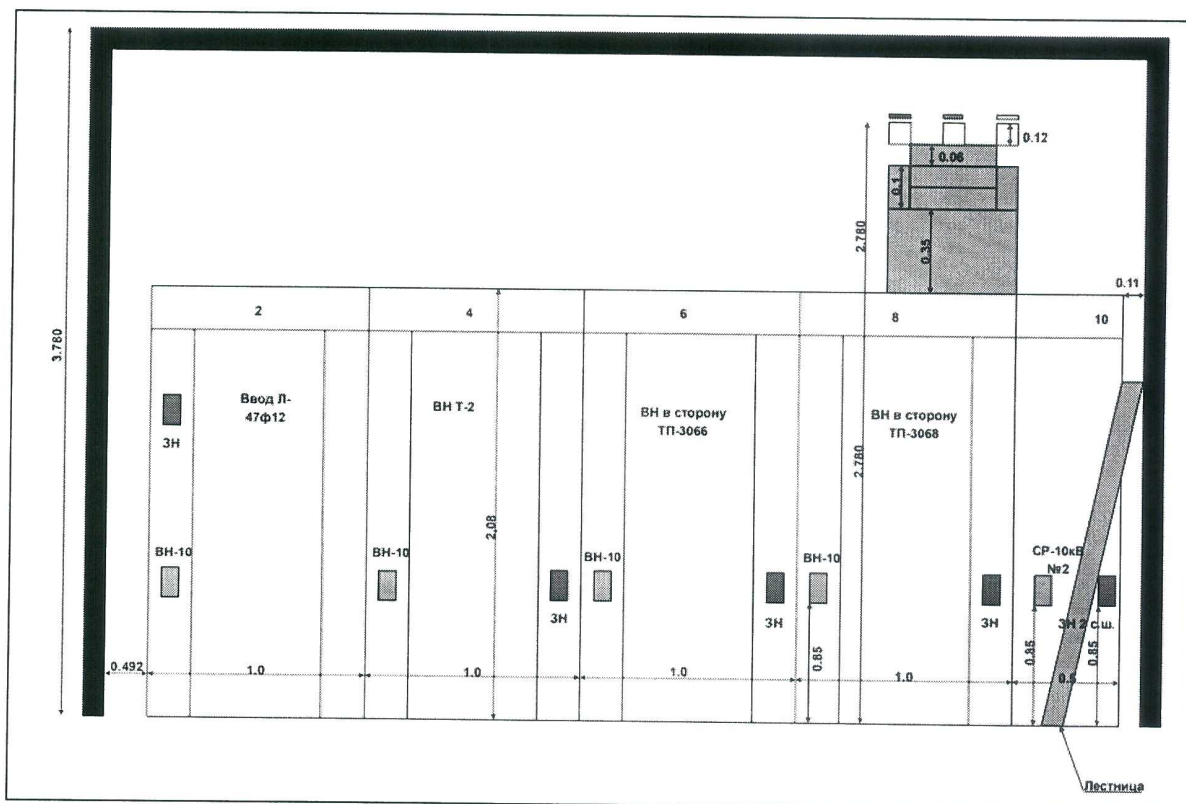 0.12
0.06
0.1
0.35
2.780
3.780
0.11
2
4
6
8
10
Ввод Л-
47ф12
ВН Т-2
ВН в сторону
ТП-3066
ВН в сторону
ТП-3068
2.780
ЗН
2,08
ВН-10
ВН-10
ВН-10
ВН-10
СР-10кВ
№2
ЗН
ЗН
ЗН
ЗН 2 с.ш.
0.85
0.85
0.85
0.492
1.0
1.0
1.0
1.0
0.5
Лестница